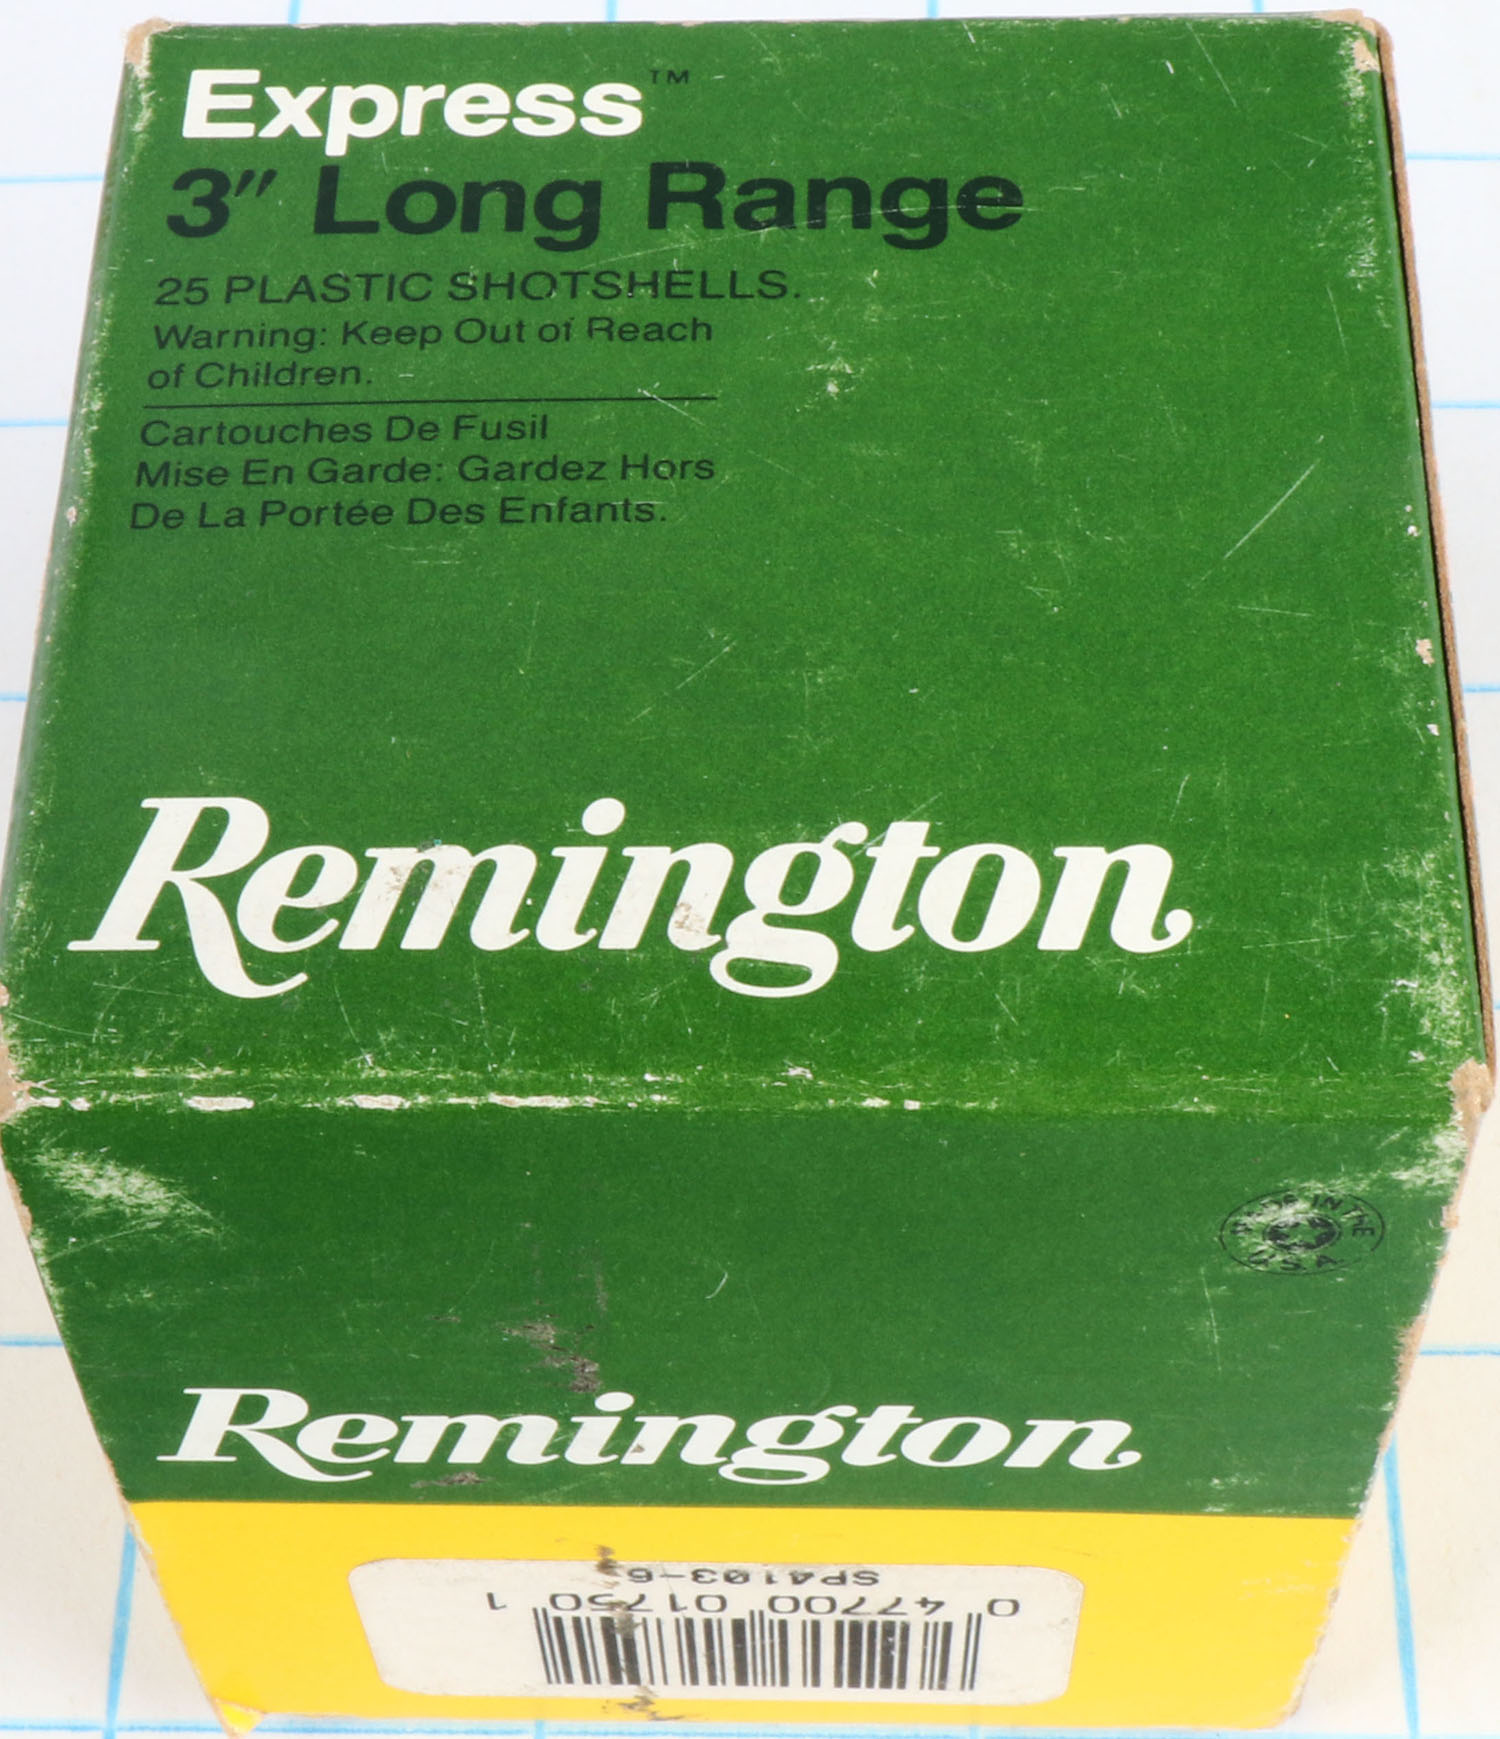 Express™
3" Long Range
25 PLASTIC SHOTSHELLS.
Warning: Keep Out of Reach
of Children.
Cartouches De Fusil
Mise En Garde: Gardez Hors
De La Portée Des Enfants.
Remington
MADE IN THE
U.S.A.
Remington
SP4103-6
0 47700 01750 1